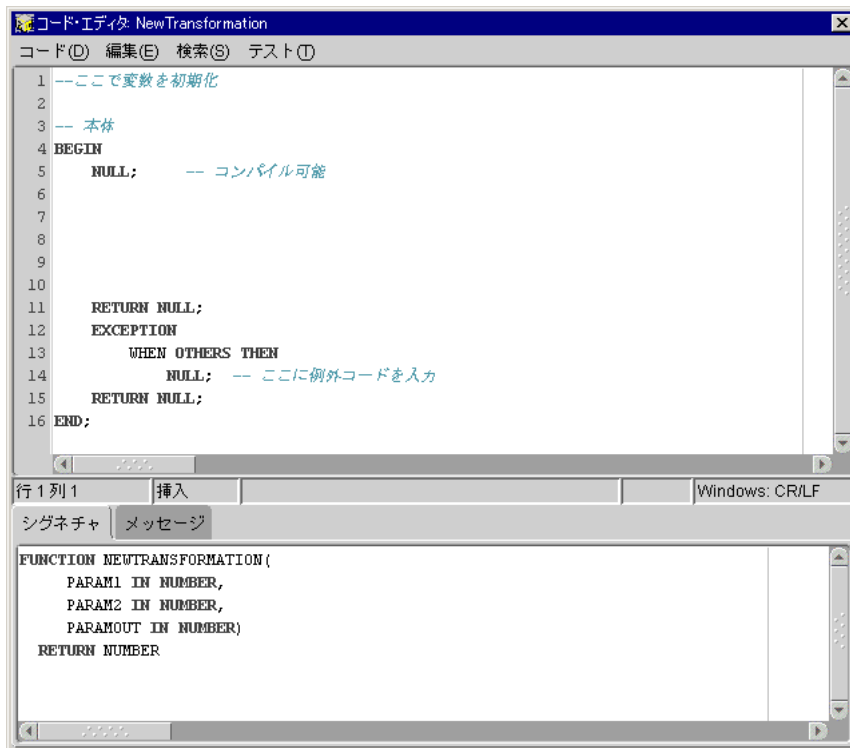 コード・エディタ: NewTransformation
コード(D) 編集(E) 検索(S) テスト(T)
1 --ここで変数を初期化
2
3 -- 本体
4 BEGIN
5 NULL; -- コンパイル可能
6
7
8
9
10
11 RETURN NULL;
12 EXCEPTION
13 WHEN OTHERS THEN
14 NULL; -- ここに例外コードを入力
15 RETURN NULL;
16 END;
行 1 列 1 挿入 Windows: CR/LF
シグネチャ メッセージ
FUNCTION NEWTRANSFORMATION(
PARAM1 IN NUMBER,
PARAM2 IN NUMBER,
PARAMOUT IN NUMBER)
RETURN NUMBER